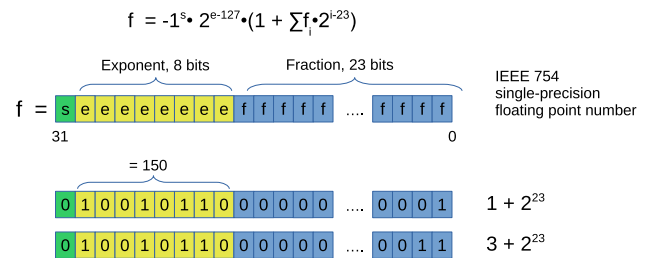 f = -1ˢ• 2ᵉ⁻¹²⁷•(1 + ∑fᵢ•2ⁱ⁻²³)
Exponent, 8 bits
Fraction, 23 bits
IEEE 754
single-precision
floating point number
f = s e e e e e e e e f f f f f .... f f f f
31
0
= 150
0 1 0 0 1 0 1 1 0 0 0 0 0 0 .... 0 0 0 1 1 + 2²³
0 1 0 0 1 0 1 1 0 0 0 0 0 0 .... 0 0 1 1 3 + 2²³